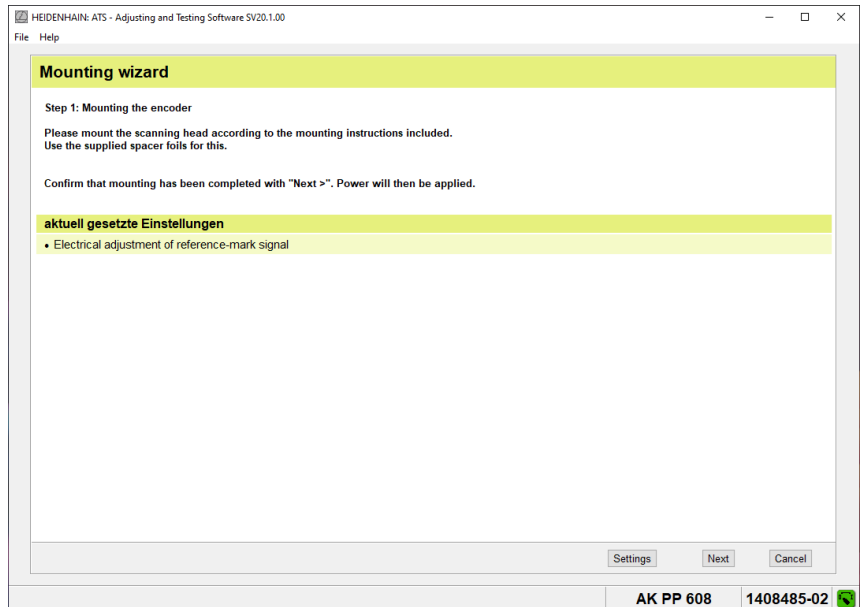 HEIDENHAIN: ATS - Adjusting and Testing Software SV20.1.00
File Help
Mounting wizard
Step 1: Mounting the encoder
Please mount the scanning head according to the mounting instructions included.
Use the supplied spacer foils for this.
Confirm that mounting has been completed with "Next >". Power will then be applied.
aktuell gesetzte Einstellungen
• Electrical adjustment of reference-mark signal
Settings Next Cancel
AK PP 608 1408485-02